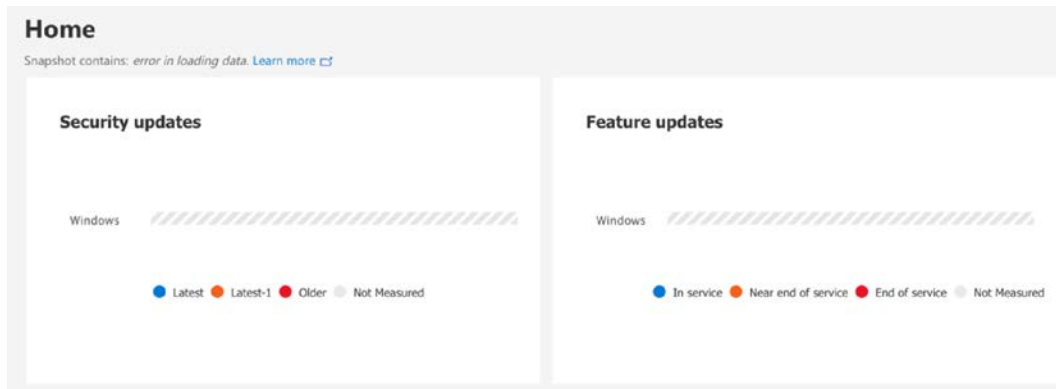 Home
Snapshot contains: error in loading data. Learn more
Security updates
Windows
Latest Latest-1 Older Not Measured
Feature updates
Windows
In service Near end of service End of service Not Measured